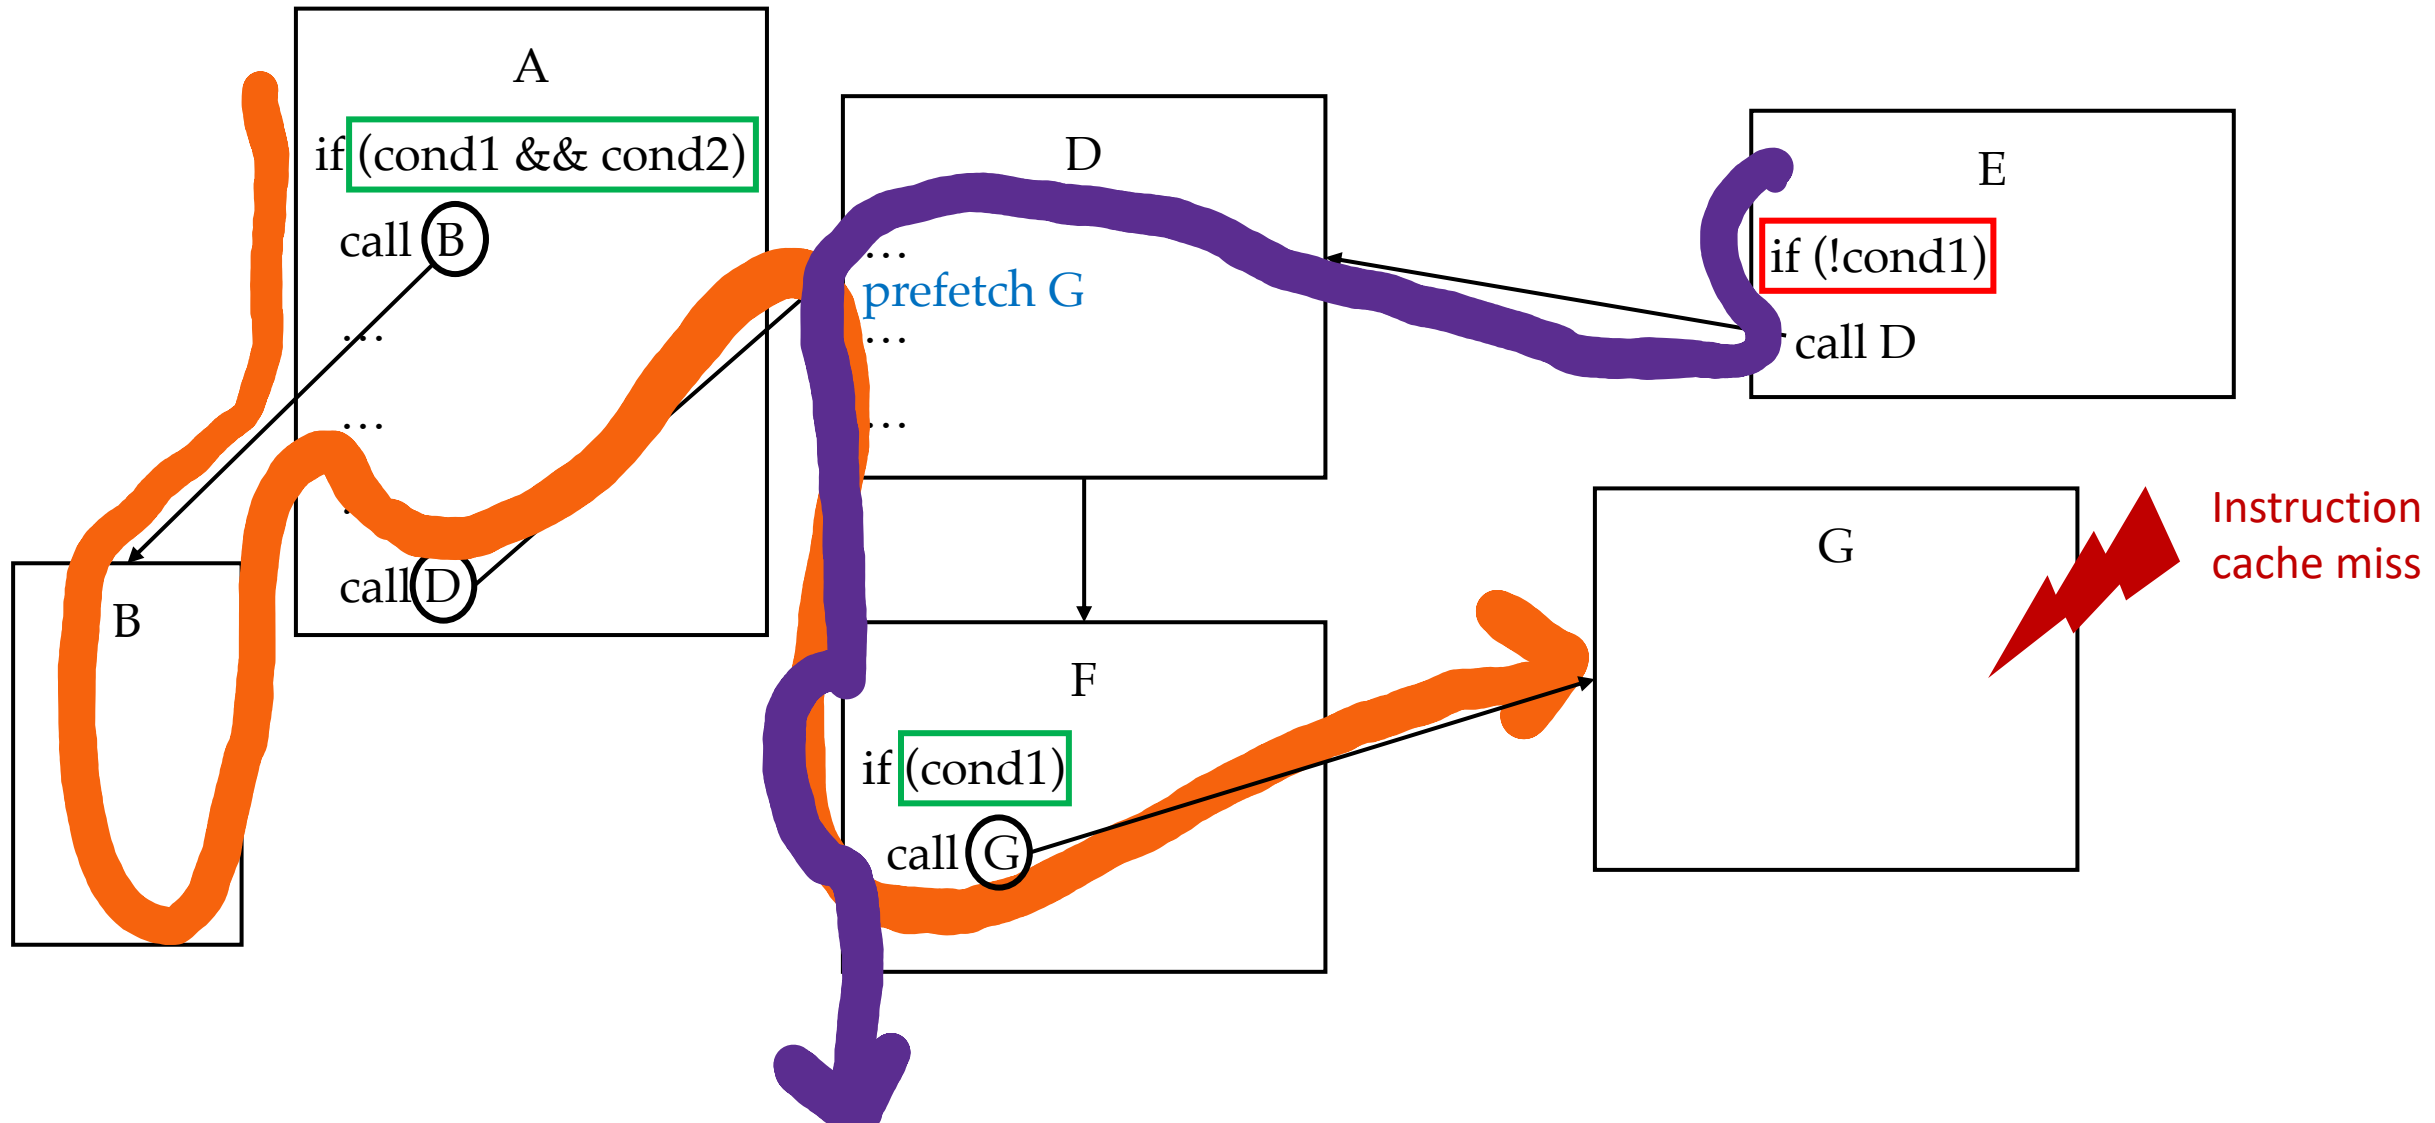 A
if (cond1 && cond2)
call B
...
...
call D
B
D
...
prefetch G
...
...
E
if (!cond1)
call D
F
if (cond1)
call G
G
Instruction
cache miss